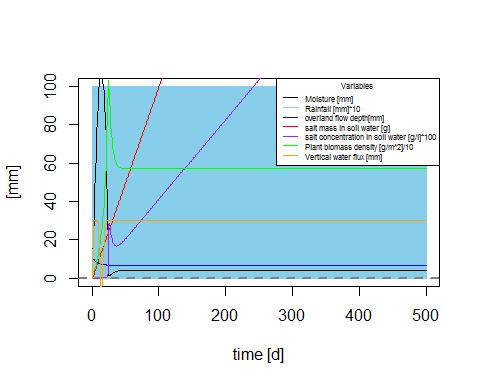 Variables
Moisture [mm]
Rainfall [mm]*10
overland flow depth[mm]
salt mass in soil water [g]
salt concentration in soil water [g/l]*100
Plant biomass density [g/m^2]/10
Vertical water flux [mm]
[mm]
100
80
60
40
20
0
0 100 200 300 400 500
time [d]